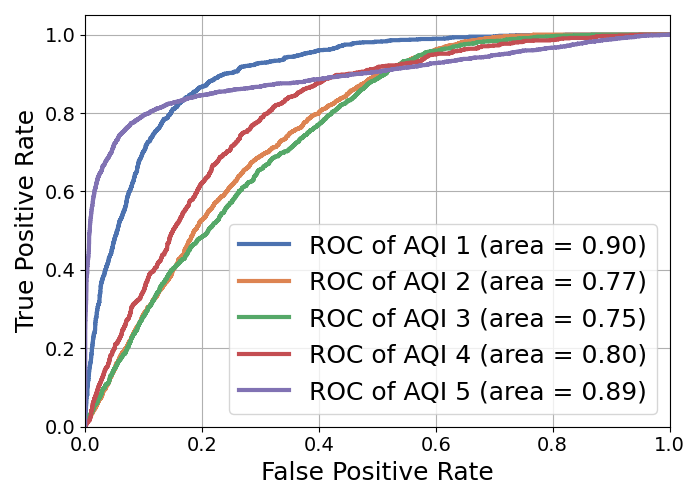 True Positive Rate
1.0
0.8
0.6
0.4
0.2
0.0
ROC of AQI 1 (area = 0.90)
ROC of AQI 2 (area = 0.77)
ROC of AQI 3 (area = 0.75)
ROC of AQI 4 (area = 0.80)
ROC of AQI 5 (area = 0.89)
0.0 0.2 0.4 0.6 0.8 1.0
False Positive Rate